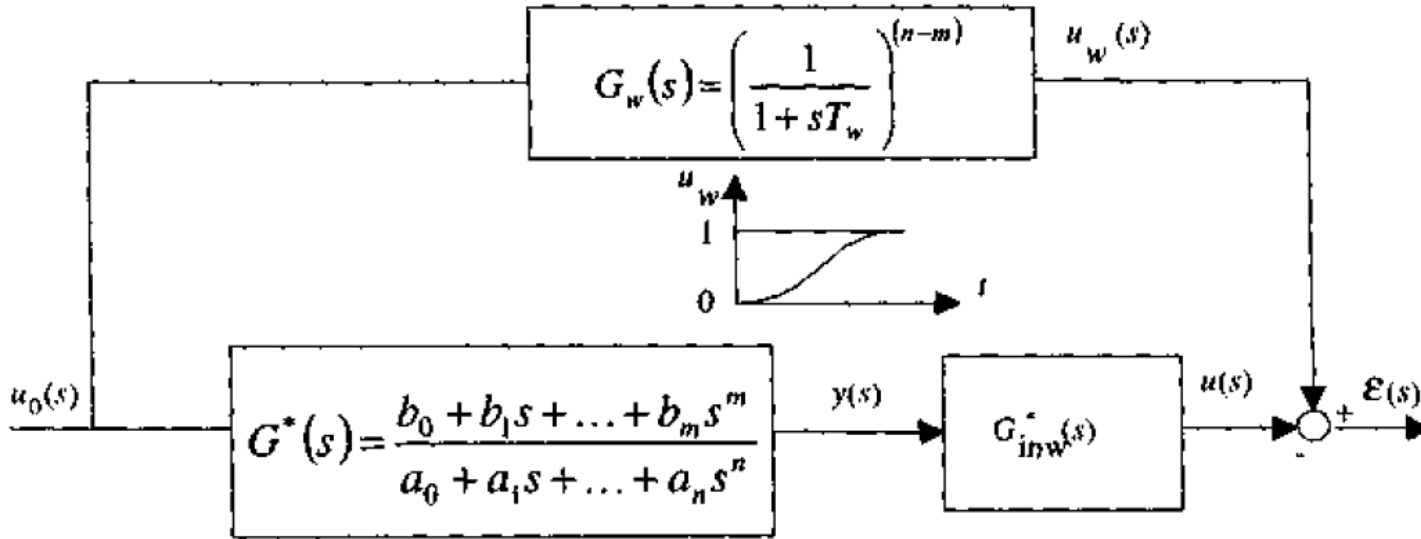 G_w(s) = (1 / (1 + sT_w))^(n−m)
u_w(s)
u_w
1
0
t
u_0(s)
G^*(s) = (b_0 + b_1 s + ... + b_m s^m) / (a_0 + a_1 s + ... + a_n s^n)
y(s)
G^*_inw(s)
u(s)
ε(s)
+
-